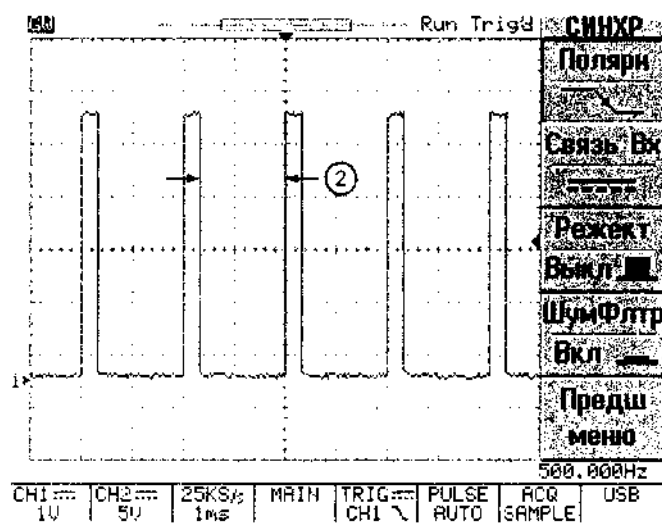 Run Trig'd
СИНХР
Полярн
Связь Вх
Режект
Выкл
ШумФлтр
Вкл
Предш
меню
2
1
500.000Hz
CH1 CH2 25KS/s MAIN TRIG PULSE ACQ USB
1V 5V 1ms CH1 AUTO SAMPLE